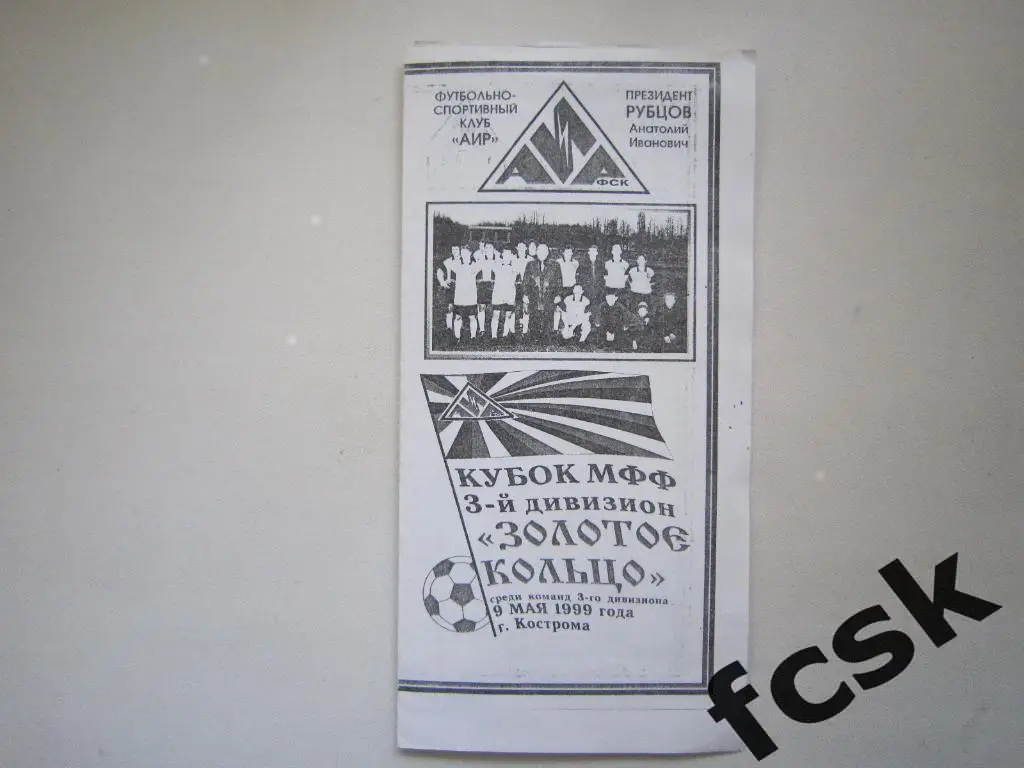 ФУТБОЛЬНО-
СПОРТИВНЫЙ
КЛУБ
«АИР»
ПРЕЗИДЕНТ
РУБЦОВ
Анатолий
Иванович
ФСК
КУБОК МФФ
3-й дивизион
«ЗОЛОТОЕ
КОЛЬЦО»
среди команд 3-го дивизиона
9 МАЯ 1999 года
г. Кострома
fcsk